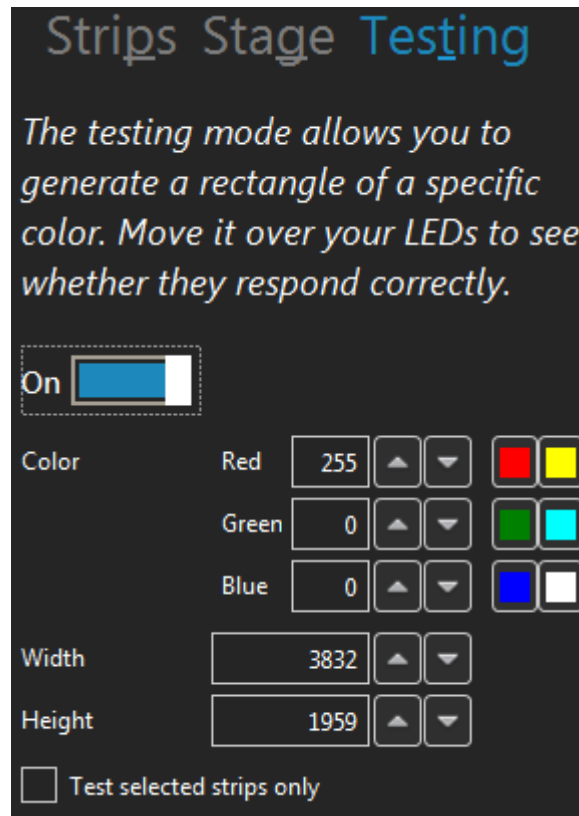 Strips Stage Testing
The testing mode allows you to
generate a rectangle of a specific
color. Move it over your LEDs to see
whether they respond correctly.
On
Color Red 255
Green 0
Blue 0
Width 3832
Height 1959
Test selected strips only